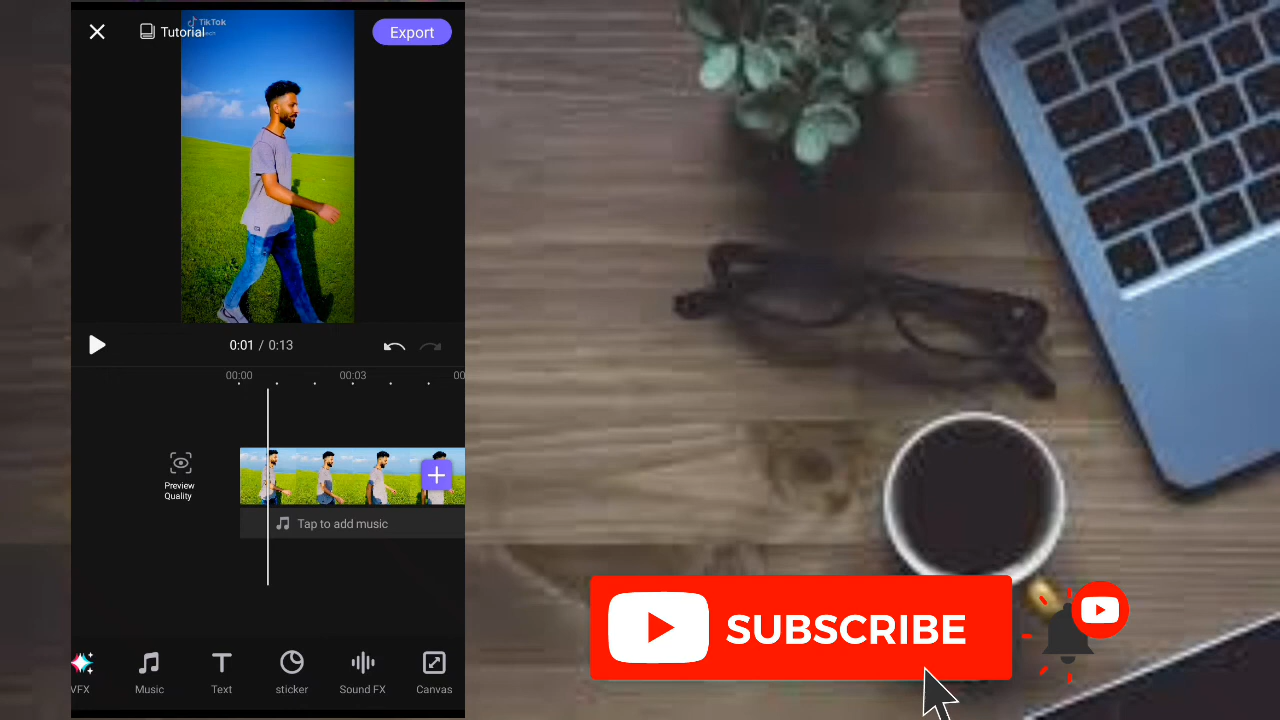 TikTok
Tutorial
Export
0:01 / 0:13
00:00
00:03
00
Preview
Quality
Tap to add music
VFX
Music
Text
sticker
Sound FX
Canvas
SUBSCRIBE